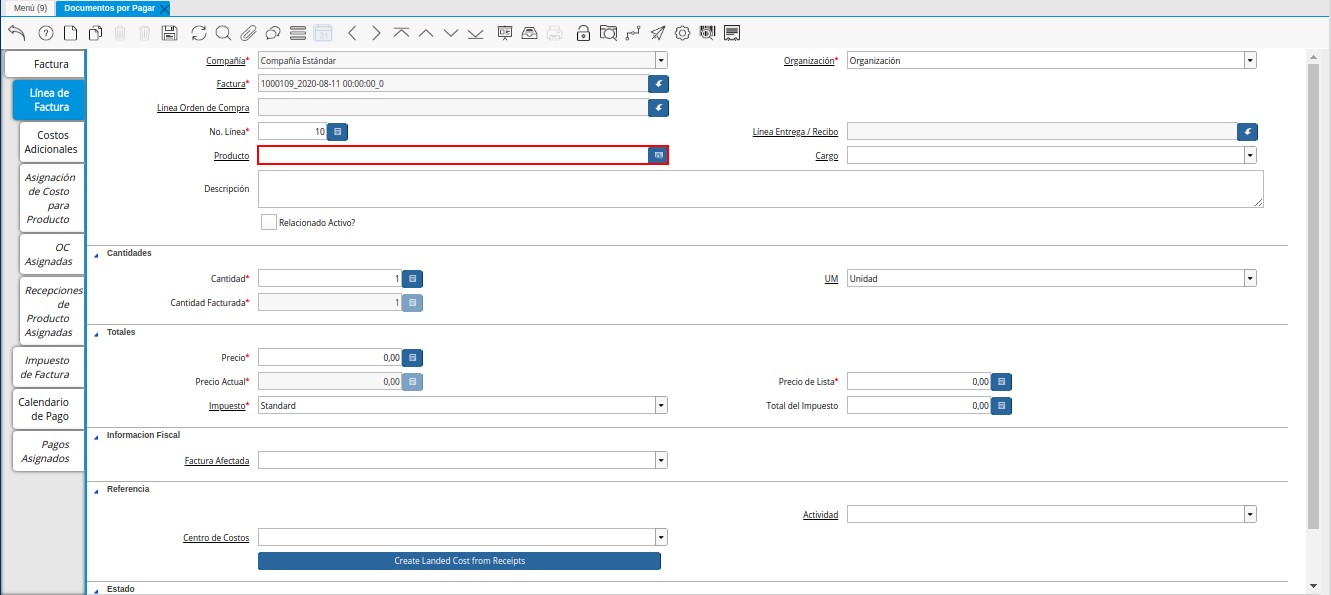 Menú (9)
Documentos por Pagar
31
Factura
Línea de
Factura
Costos
Adicionales
Asignación
de Costo
para
Producto
OC
Asignadas
Recepciones
de
Producto
Asignadas
Impuesto
de Factura
Calendario
de Pago
Pagos
Asignados
Compañía* Compañía Estándar Organización* Organización
Factura* 1000109_2020-08-11 00:00:00_0
Línea Orden de Compra
No. Línea* 10 Línea Entrega / Recibo
Producto Cargo
Descripción
Relacionado Activo?
Cantidades
Cantidad* 1 UM Unidad
Cantidad Facturada* 1
Totales
Precio* 0,00
Precio Actual* 0,00 Precio de Lista* 0,00
Impuesto* Standard Total del Impuesto 0,00
Informacion Fiscal
Factura Afectada
Referencia
Actividad
Centro de Costos
Create Landed Cost from Receipts
Estado